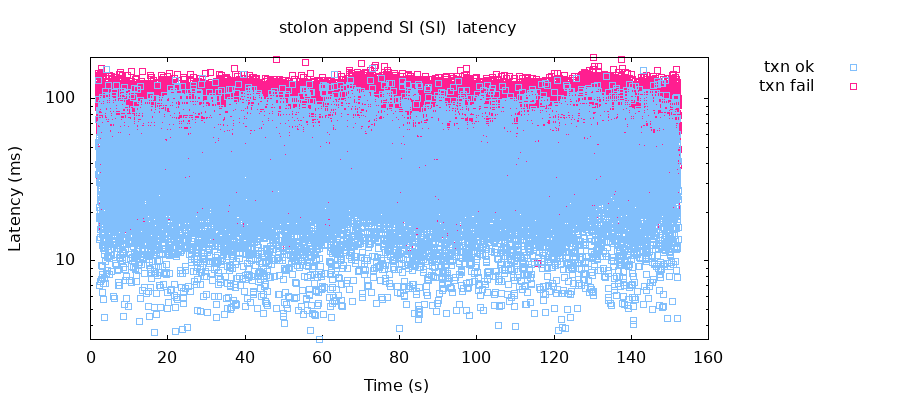 stolon append SI (SI)  latency
txn ok
txn fail
Latency (ms)
100
10
0 20 40 60 80 100 120 140 160
Time (s)